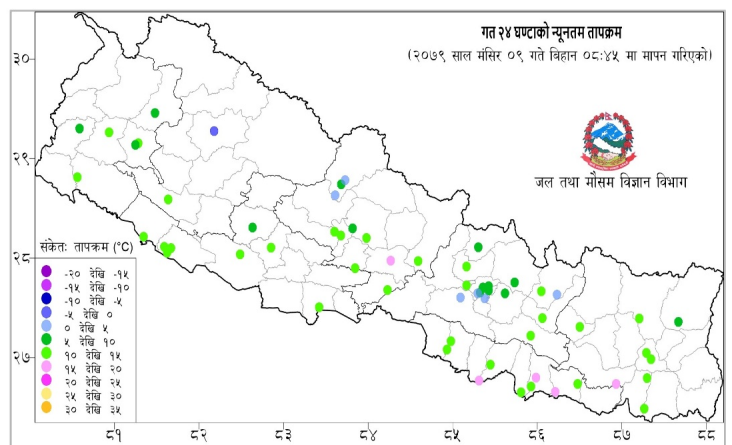 गत २४ घण्टाको न्यूनतम तापक्रम
(२०७९ साल मंसिर ०९ गते बिहान ०८:४५ मा मापन गरिएको)
जल तथा मौसम विज्ञान विभाग
३०
२९
२८
२७
संकेतः तापक्रम (°C)
-२० देखि -१५
-१५ देखि -१०
-१० देखि -५
-५ देखि ०
० देखि ५
५ देखि १०
१० देखि १५
१५ देखि २०
२० देखि २५
२५ देखि ३०
३० देखि ३५
८१ ८२ ८३ ८४ ८५ ८६ ८७ ८८